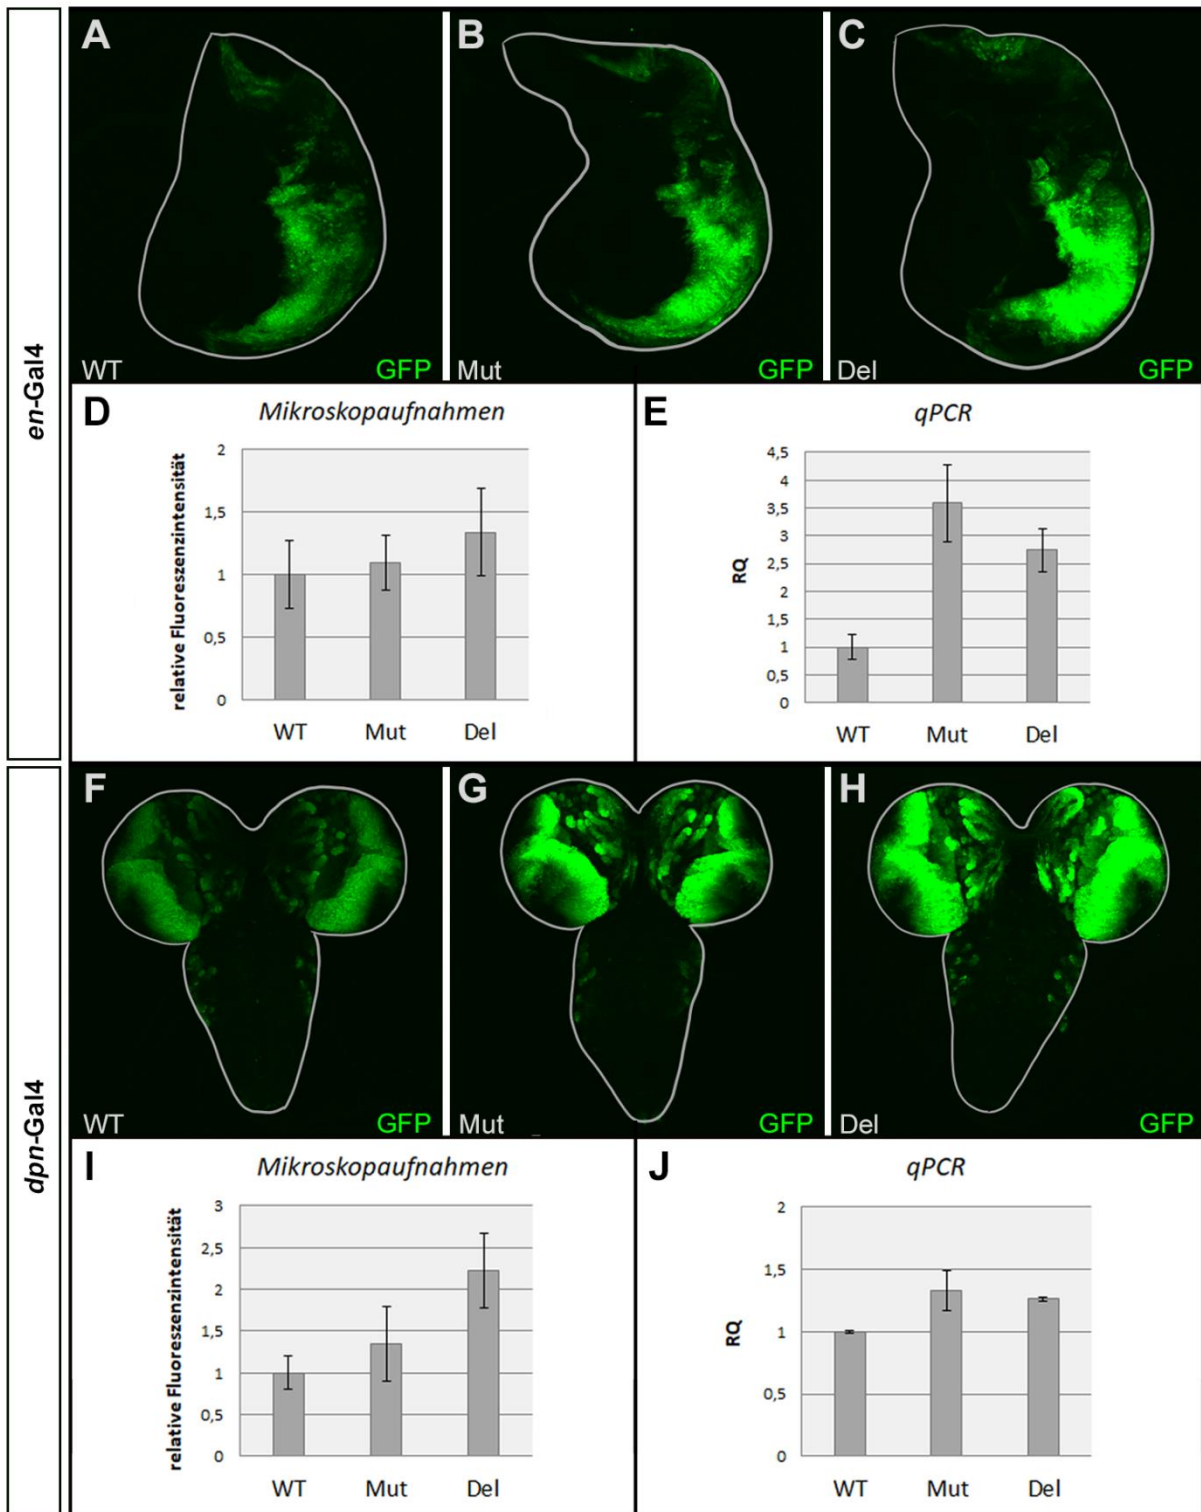 en-Gal4
A
B
C
WT
GFP
Mut
GFP
Del
GFP
D
Mikroskopaufnahmen
relative Fluoreszenzintensität
2
1,5
1
0,5
0
WT Mut Del
E
qPCR
RQ
4,5
4
3,5
3
2,5
2
1,5
1
0,5
0
WT Mut Del
dpn-Gal4
F
G
H
WT
GFP
Mut
GFP
Del
GFP
I
Mikroskopaufnahmen
relative Fluoreszenzintensität
3
2,5
2
1,5
1
0,5
0
WT Mut Del
J
qPCR
RQ
2
1,5
1
0,5
0
WT Mut Del